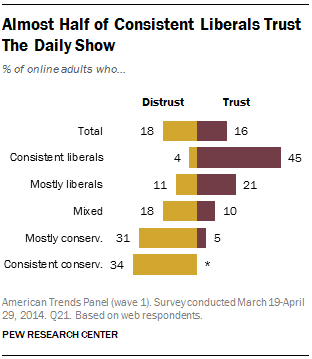 Almost Half of Consistent Liberals Trust
The Daily Show
% of online adults who...
Distrust Trust
Total 18 16
Consistent liberals 4 45
Mostly liberals 11 21
Mixed 18 10
Mostly conserv. 31 5
Consistent conserv. 34 *
American Trends Panel (wave 1). Survey conducted March 19-April
29, 2014. Q21. Based on web respondents.
PEW RESEARCH CENTER